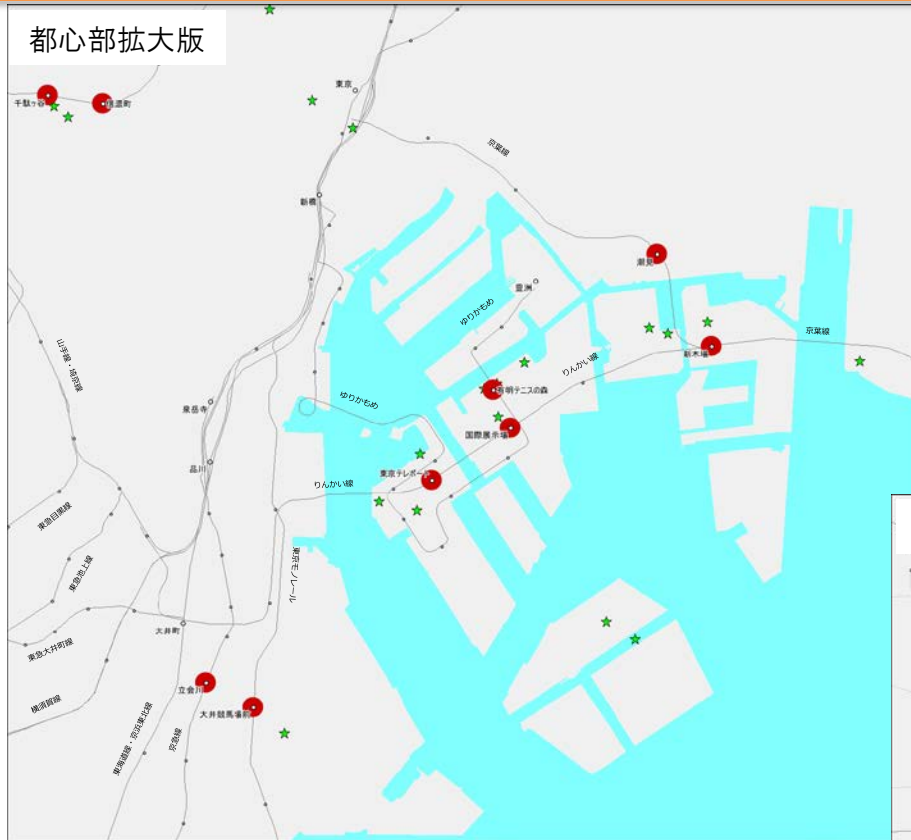 都心部拡大版
千駄ヶ谷
信濃町
東京
京葉線
新橋
潮見
豊洲
ゆりかもめ
京葉線
新木場
山手線・埼京線
りんかい線
有明テニスの森
ゆりかもめ
泉岳寺
国際展示場
品川
東京テレポート
りんかい線
東急目黒線
東急池上線
東京モノレール
大井町
東急大井町線
立会川
横須賀線
大井競馬場前
東海道線・京浜東北線
京急線